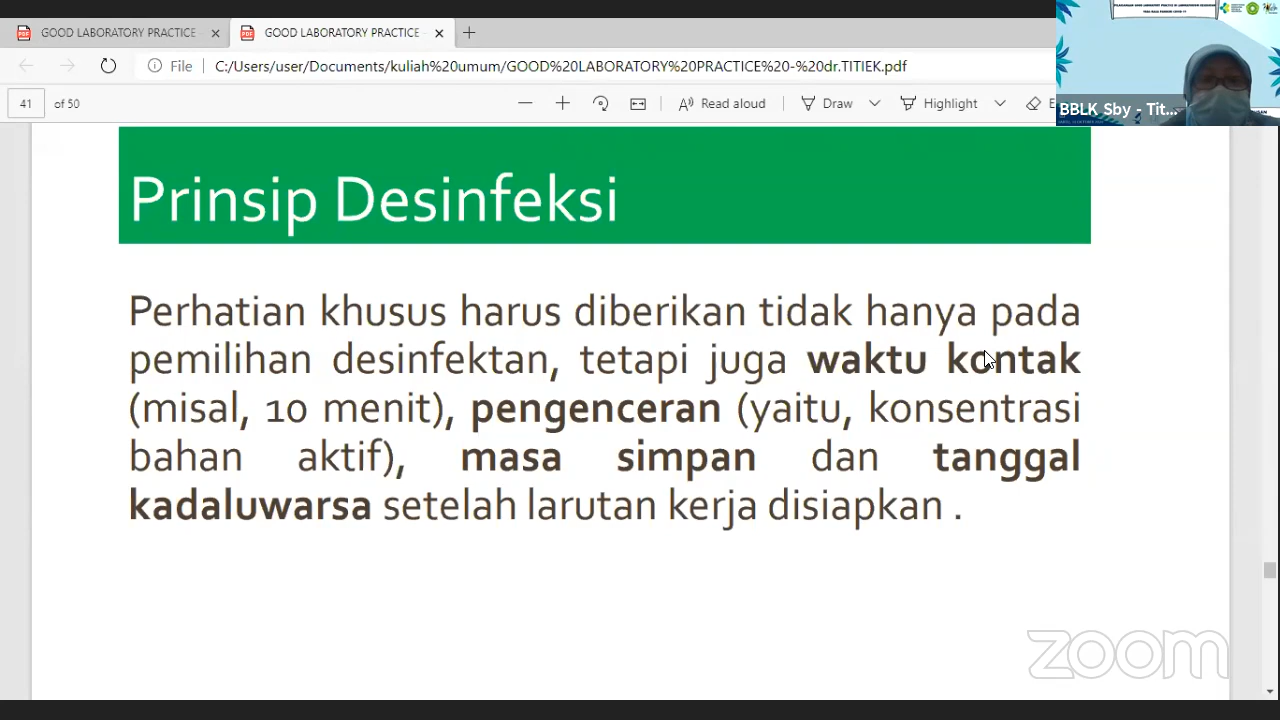 GOOD LABORATORY PRACTICE
GOOD LABORATORY PRACTICE
File
C:/Users/user/Documents/kuliah%20umum/GOOD%20LABORATORY%20PRACTICE%20-%20dr.TITIEK.pdf
41 of 50
Read aloud
Draw
Highlight
BBLK Sby - Tit...
Prinsip Desinfeksi
Perhatian khusus harus diberikan tidak hanya pada
pemilihan desinfektan, tetapi juga waktu kontak
(misal, 10 menit), pengenceran (yaitu, konsentrasi
bahan aktif), masa simpan dan tanggal
kadaluwarsa setelah larutan kerja disiapkan .
zoom